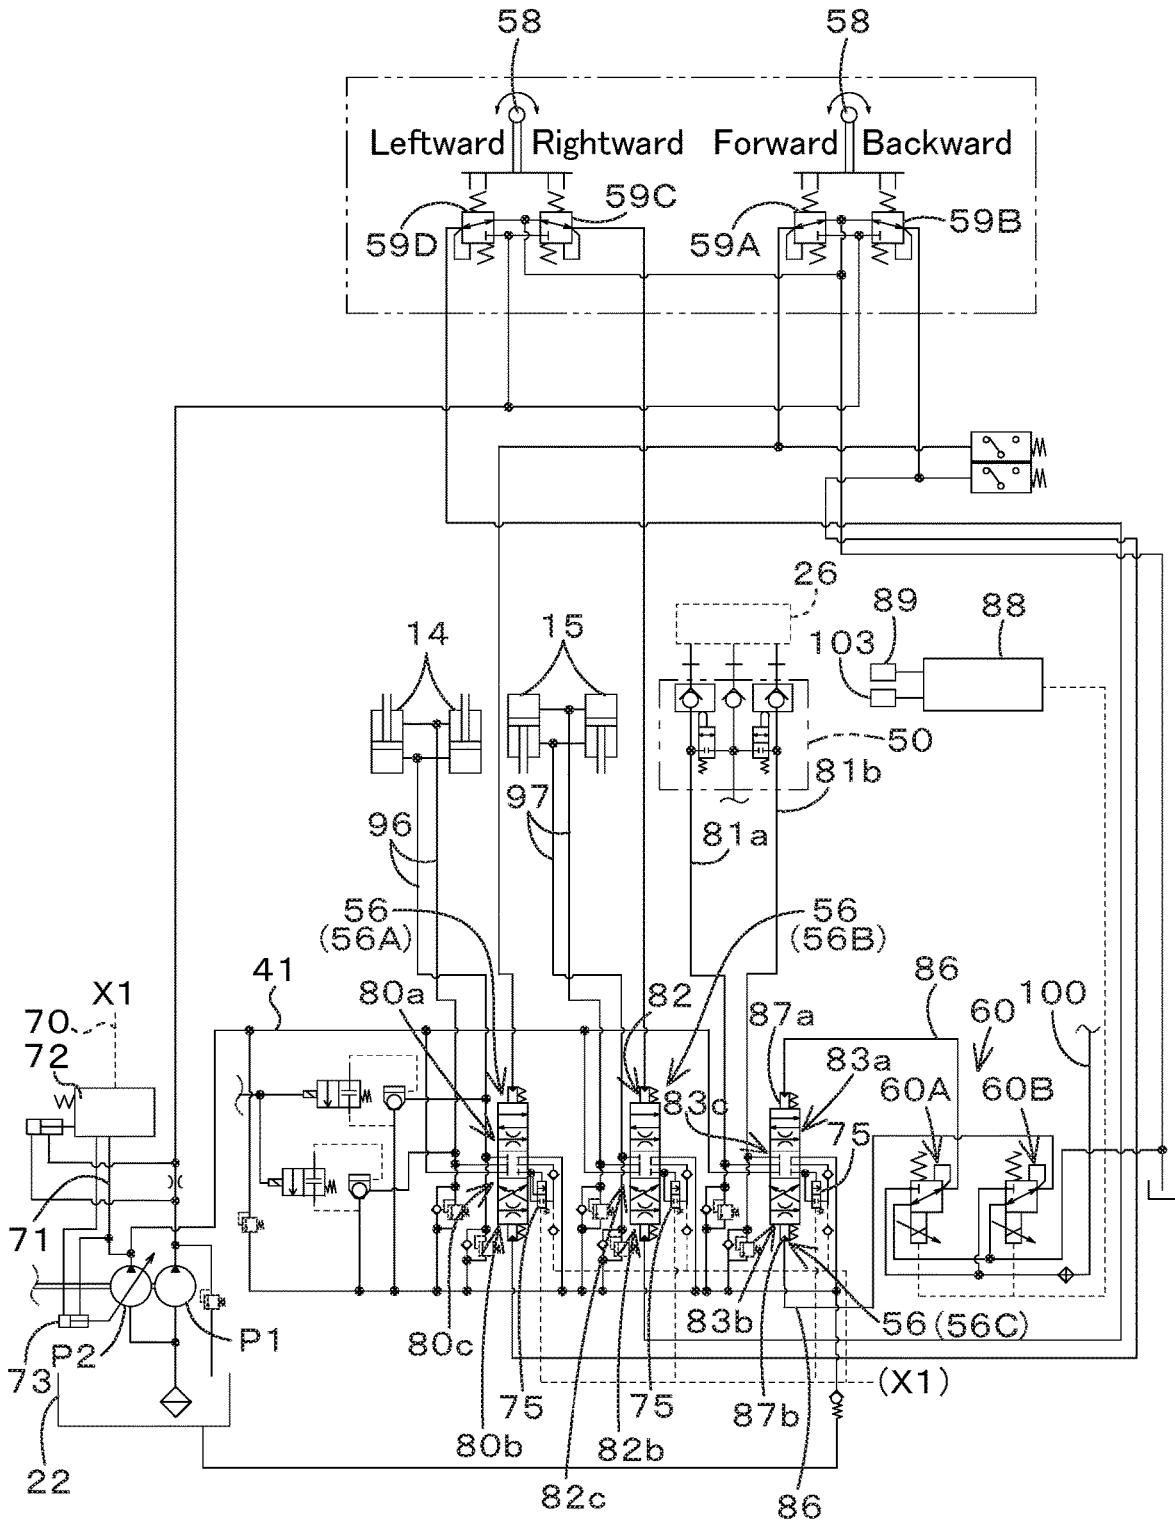 58
58
Leftward Rightward Forward Backward
59D
59C
59A
59B
26
89
88
103
14
15
50
81b
81a
97
96
56
(56A)
56
(56B)
41
X1
70
72
80a
82
87a
86
100
60
83c
83a
60A
60B
75
71
73
P2
P1
22
80c
80b
75
82c
82b
75
83b
87b
56 (56C)
(X1)
86